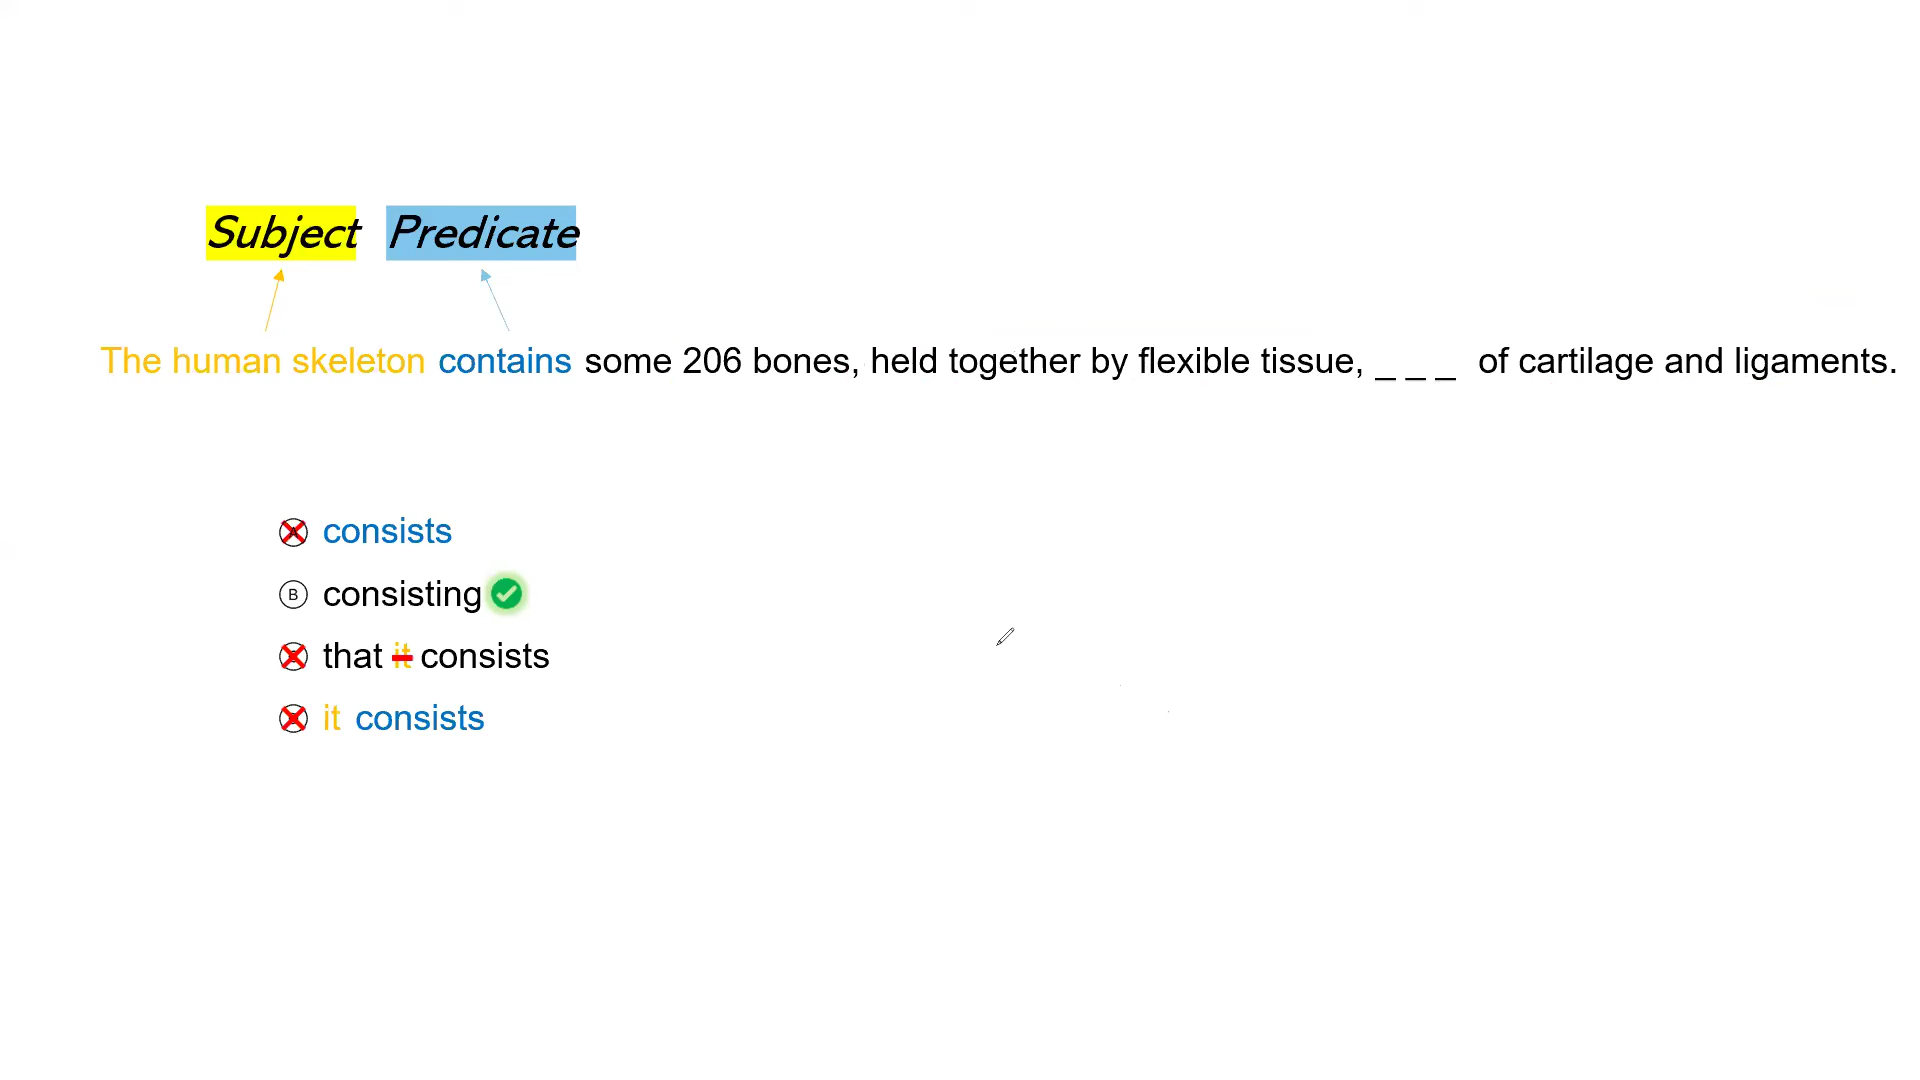 Subject Predicate
The human skeleton contains some 206 bones, held together by flexible tissue, _ _ _ of cartilage and ligaments.
consists
B consisting
that it consists
it consists